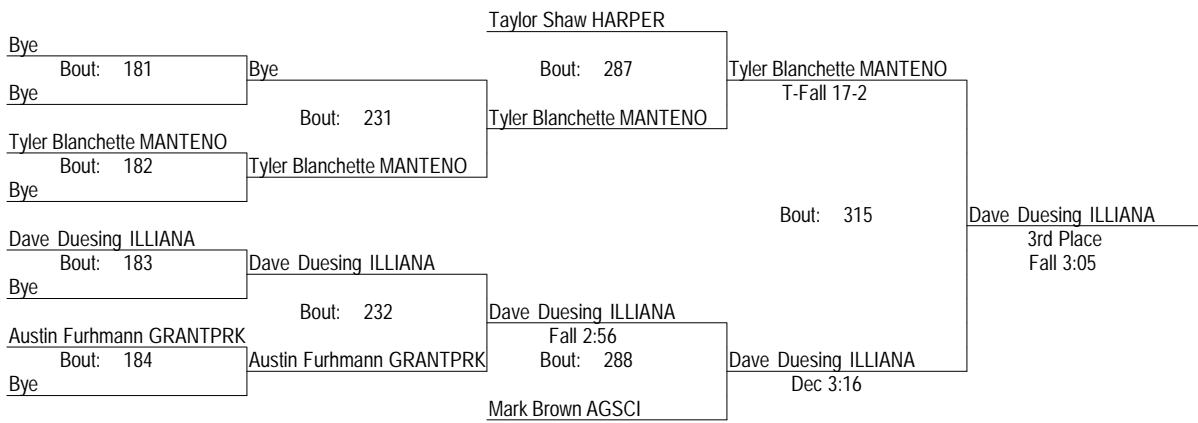 Taylor Shaw HARPER
Bye
Bout: 181
Bye
Bout: 287
Tyler Blanchette MANTENO
Bye
T-Fall 17-2
Bout: 231
Tyler Blanchette MANTENO
Tyler Blanchette MANTENO
Bout: 182
Tyler Blanchette MANTENO
Bye
Bout: 315
Dave Duesing ILLIANA
Dave Duesing ILLIANA
3rd Place
Bout: 183
Dave Duesing ILLIANA
Fall 3:05
Bye
Bout: 232
Dave Duesing ILLIANA
Austin Furhmann GRANTPRK
Fall 2:56
Bout: 184
Austin Furhmann GRANTPRK
Bout: 288
Dave Duesing ILLIANA
Bye
Dec 3:16
Mark Brown AGSCI